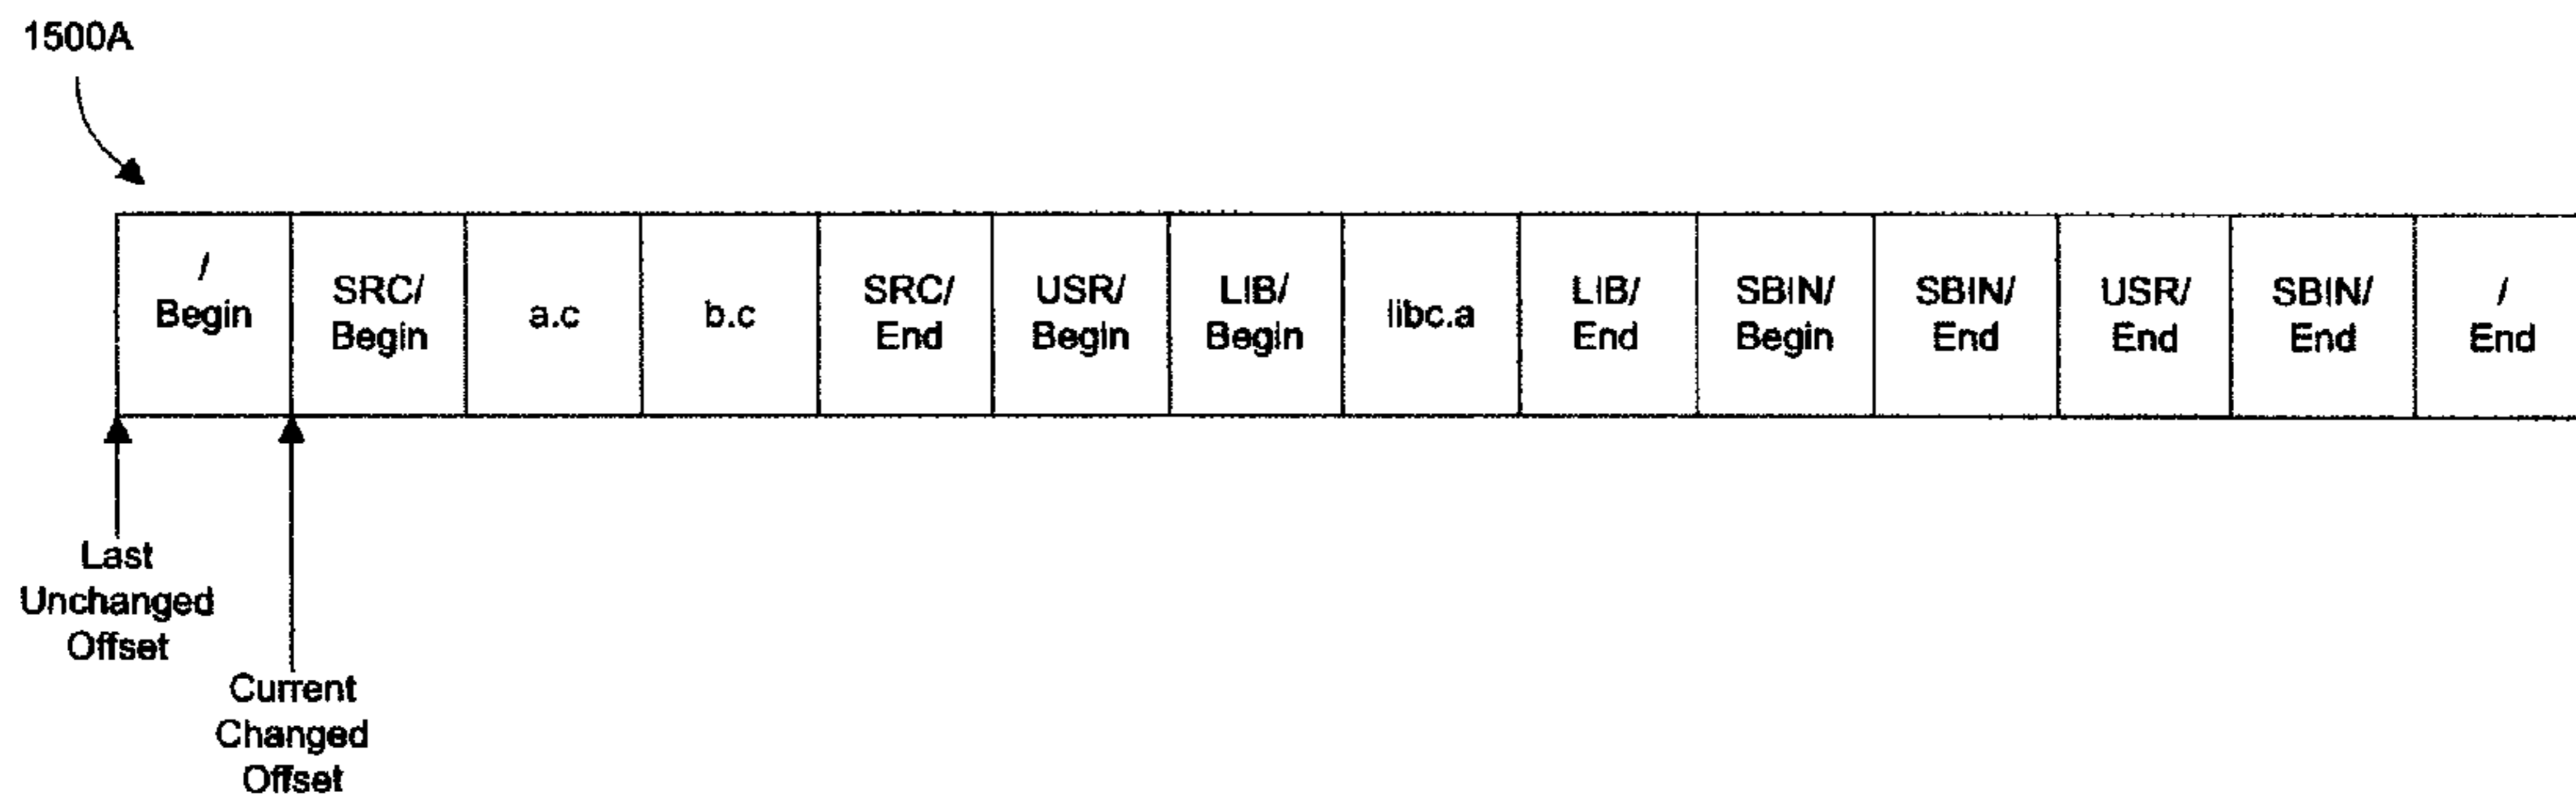 1500A
/
Begin
SRC/
Begin
a.c
b.c
SRC/
End
USR/
Begin
LIB/
Begin
libc.a
LIB/
End
SBIN/
Begin
SBIN/
End
USR/
End
SBIN/
End
/
End
Last
Unchanged
Offset
Current
Changed
Offset